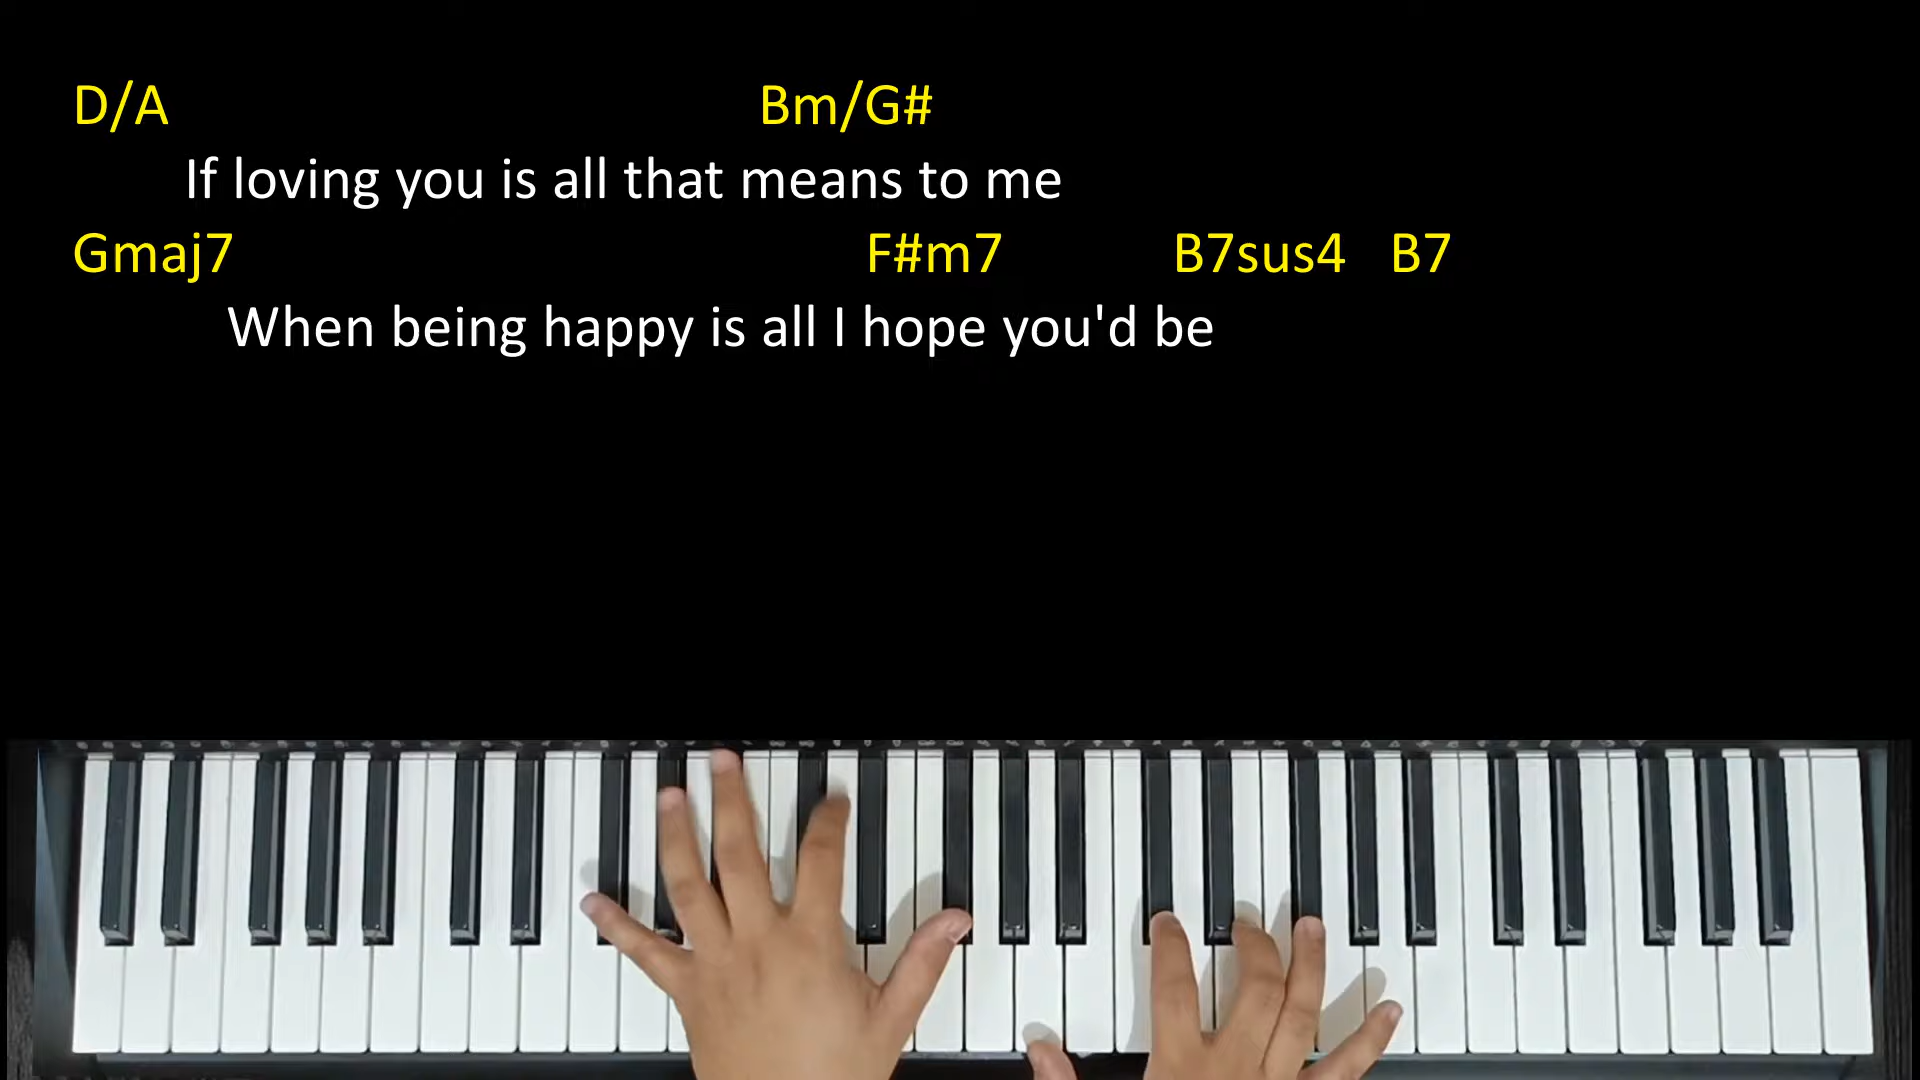 D/A Bm/G#
If loving you is all that means to me
Gmaj7 F#m7 B7sus4 B7
When being happy is all I hope you'd be